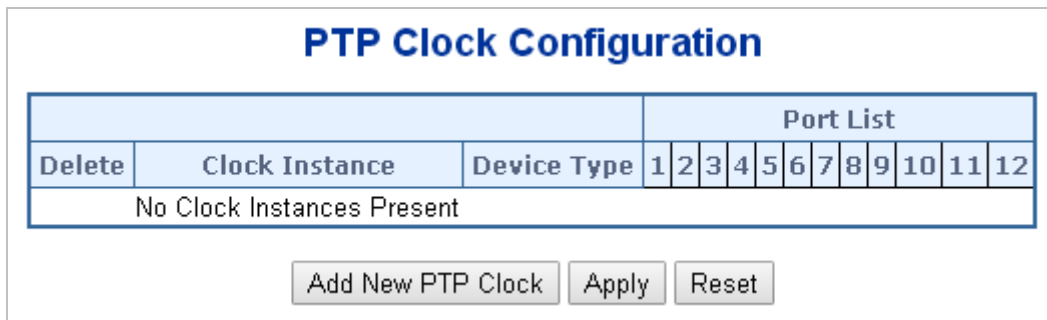 PTP Clock Configuration
Port List
Delete Clock Instance Device Type 1 2 3 4 5 6 7 8 9 10 11 12
No Clock Instances Present
Add New PTP Clock Apply Reset